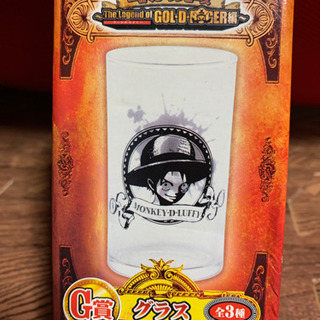 The Legend of GOLD ROGER編
MONKEY·D·LUFFY
G賞
グラス
全3種